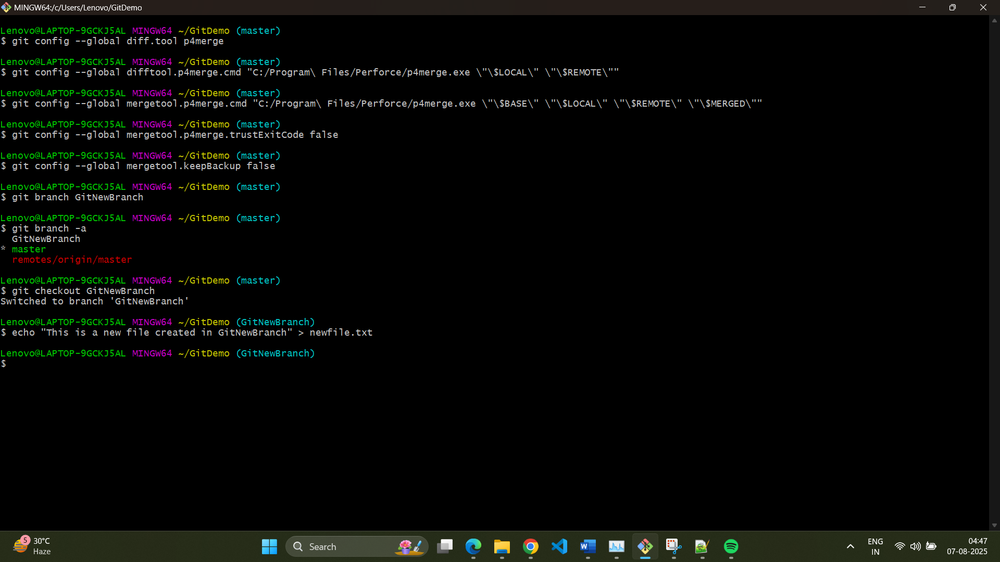 MINGW64:/c/Users/Lenovo/GitDemo
Lenovo@LAPTOP-9GCKJ5AL MINGW64 ~/GitDemo (master)
$ git config --global diff.tool p4merge
Lenovo@LAPTOP-9GCKJ5AL MINGW64 ~/GitDemo (master)
$ git config --global difftool.p4merge.cmd "C:/Program\ Files/Perforce/p4merge.exe \"\$LOCAL\" \"\$REMOTE\""
Lenovo@LAPTOP-9GCKJ5AL MINGW64 ~/GitDemo (master)
$ git config --global mergetool.p4merge.cmd "C:/Program\ Files/Perforce/p4merge.exe \"\$BASE\" \"\$LOCAL\" \"\$REMOTE\" \"\$MERGED\""
Lenovo@LAPTOP-9GCKJ5AL MINGW64 ~/GitDemo (master)
$ git config --global mergetool.p4merge.trustExitCode false
Lenovo@LAPTOP-9GCKJ5AL MINGW64 ~/GitDemo (master)
$ git config --global mergetool.keepBackup false
Lenovo@LAPTOP-9GCKJ5AL MINGW64 ~/GitDemo (master)
$ git branch GitNewBranch
Lenovo@LAPTOP-9GCKJ5AL MINGW64 ~/GitDemo (master)
$ git branch -a
GitNewBranch
* master
remotes/origin/master
Lenovo@LAPTOP-9GCKJ5AL MINGW64 ~/GitDemo (master)
$ git checkout GitNewBranch
Switched to branch 'GitNewBranch'
Lenovo@LAPTOP-9GCKJ5AL MINGW64 ~/GitDemo (GitNewBranch)
$ echo "This is a new file created in GitNewBranch" > newfile.txt
Lenovo@LAPTOP-9GCKJ5AL MINGW64 ~/GitDemo (GitNewBranch)
$
5
30°C
Haze
Search
ENG
IN
04:47
07-08-2025